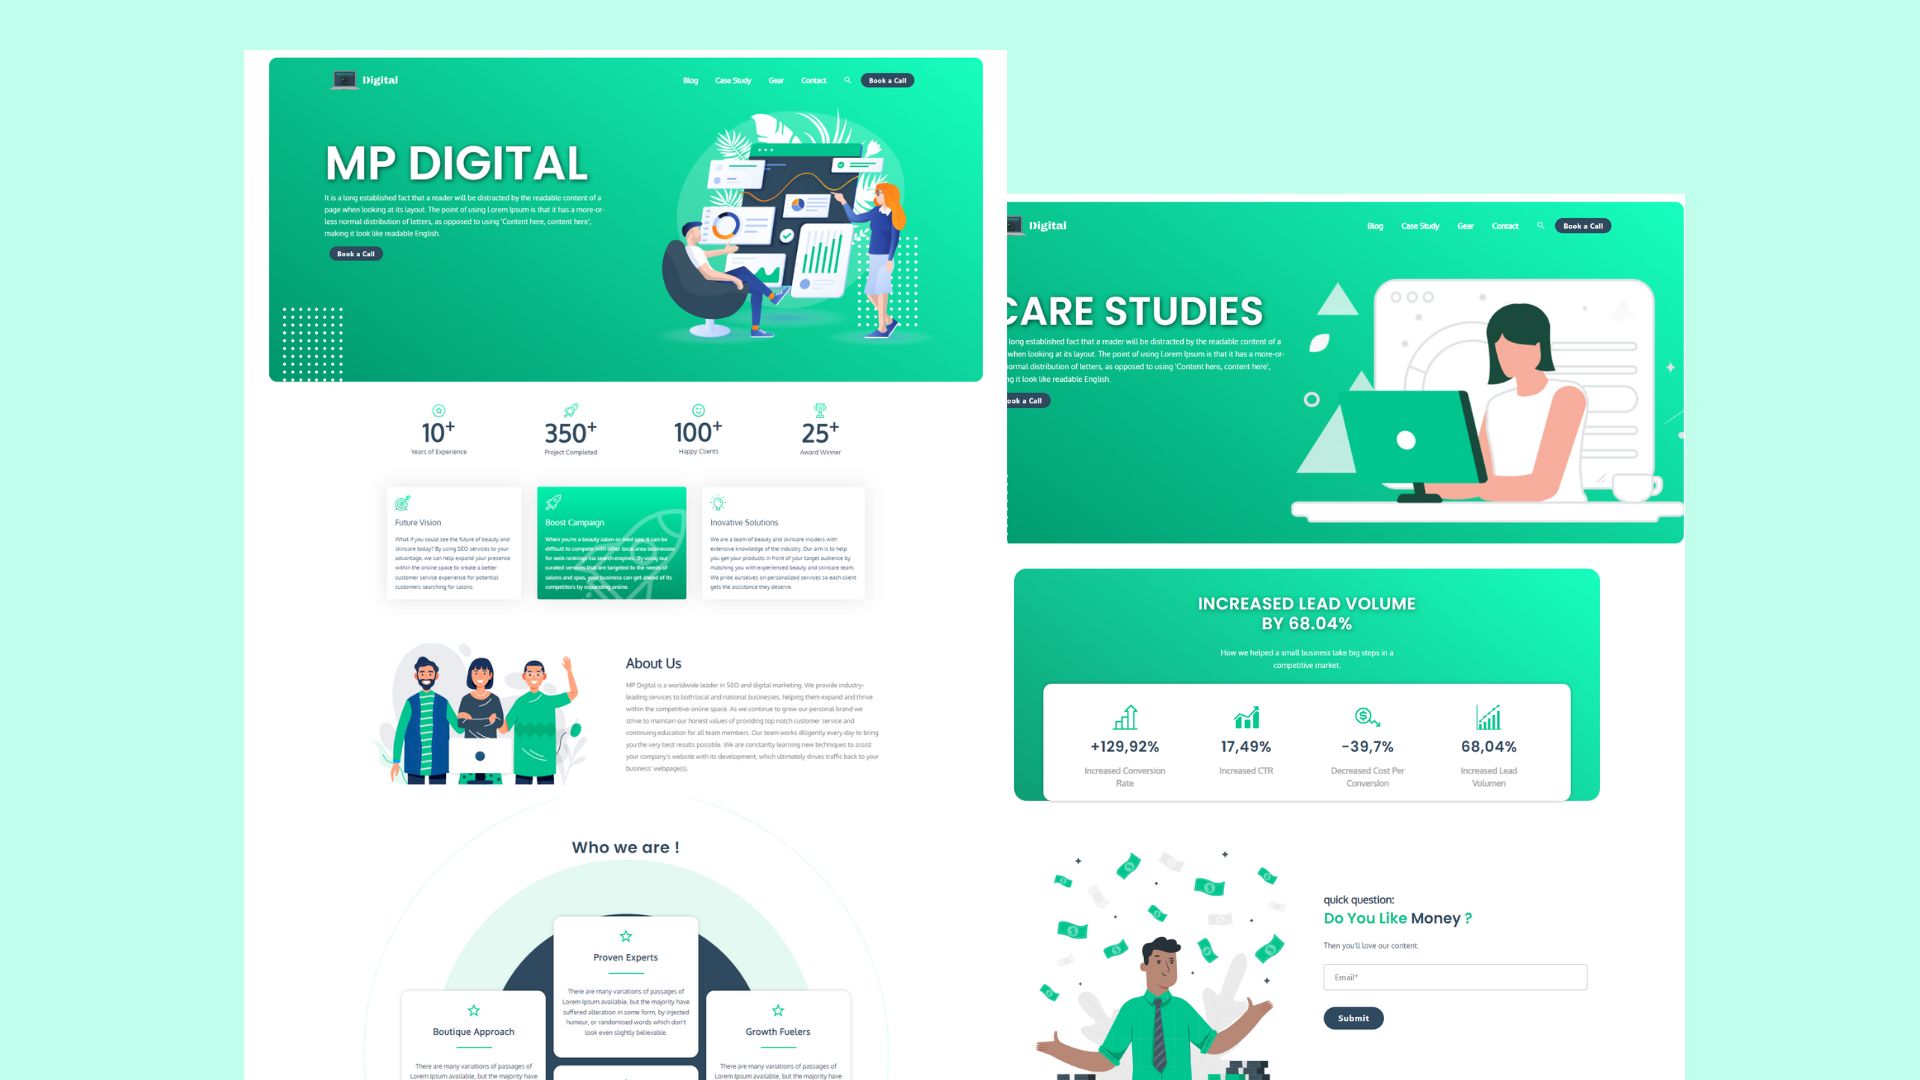 Digital
Blog Case Study Gear Contact Book a Call
MP DIGITAL
It is a long established fact that a reader will be distracted by the readable content of a
page when looking at its layout. The point of using Lorem Ipsum is that it has a more-or-
less normal distribution of letters, as opposed to using 'Content here, content here',
making it look like readable English.
Book a Call
10+
Years of Experience
350+
Project Completed
100+
Happy Clients
25+
Award Winner
Future Vision
What if you could see the future of beauty and
skincare today? By using SEO services to your
advantage, we can help expand your presence
within the online space to create a better
customer service experience for potential
customers searching for salons.
Boost Campaign
When you're a beauty salon or med spa, it can be
difficult to compete with other local area businesses
for web rankings via search engines. By using our
curated services that are targeted to the needs of
salons and spas, your business can get ahead of its
competitors by expanding online.
Inovative Solutions
We are a team of beauty and skincare insiders with
extensive knowledge of the industry. Our aim is to help
you get your products in front of your target audience by
matching you with experienced beauty and skincare team.
We pride ourselves on personalized services so each client
gets the assistance they deserve.
About Us
MP Digital is a worldwide leader in SEO and digital marketing. We provide industry-
leading services to both local and national businesses, helping them expand and thrive
within the competitive online space. As we continue to grow our personal brand we
strive to maintain our honest values of providing top notch customer service and
continuing education for all team members. Our team works diligently every day to bring
you the very best results possible. We are constantly learning new techniques to assist
your company's website with its development, which ultimately drives traffic back to your
business' webpage(s).
Who we are !
Proven Experts
There are many variations of passages of
Lorem Ipsum available, but the majority have
suffered alteration in some form, by injected
humour, or randomised words which don't
look even slightly believable.
Boutique Approach
There are many variations of passages of
Lorem Ipsum available, but the majority have
Growth Fuelers
There are many variations of passages of
Lorem Ipsum available, but the majority have
Digital
Blog Case Study Gear Contact Book a Call
CARE STUDIES
long established fact that a reader will be distracted by the readable content of a
when looking at its layout. The point of using Lorem Ipsum is that it has a more-or-
ormal distribution of letters, as opposed to using 'Content here, content here',
ng it look like readable English.
ook a Call
INCREASED LEAD VOLUME
BY 68.04%
How we helped a small business take big steps in a
competitive market.
+129,92%
Increased Conversion
Rate
17,49%
Increased CTR
-39,7%
Decreased Cost Per
Conversion
68,04%
Increased Lead
Volumen
quick question:
Do You Like Money ?
Then you'll love our content.
Email*
Submit